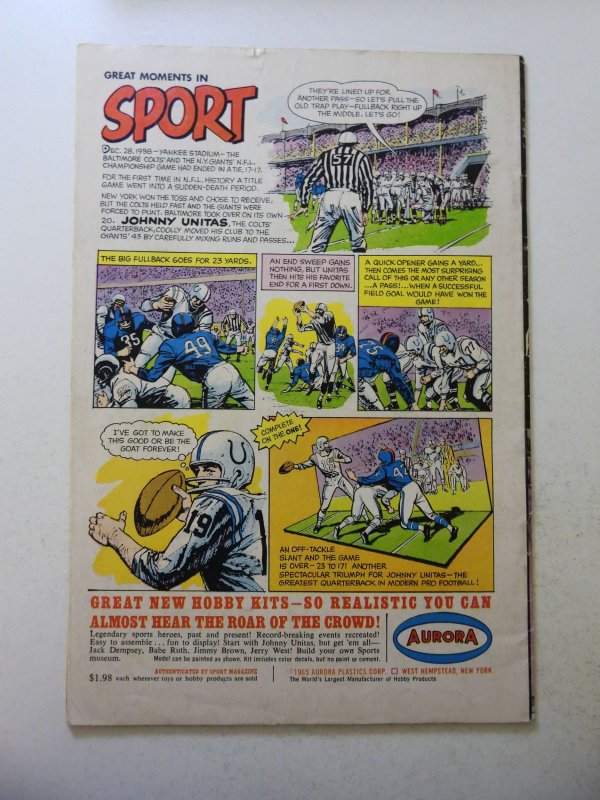 GREAT MOMENTS IN
SPORT
DEC. 28, 1958—YANKEE STADIUM—THE
BALTIMORE COLTS' AND THE N.Y. GIANTS' N.F.L.
CHAMPIONSHIP GAME HAD ENDED IN A TIE, 17-17.
FOR THE FIRST TIME IN N.F.L. HISTORY A TITLE
GAME WENT INTO A SUDDEN-DEATH PERIOD.
NEW YORK WON THE TOSS AND CHOSE TO RECEIVE,
BUT THE COLTS HELD FAST AND THE GIANTS WERE
FORCED TO PUNT. BALTIMORE TOOK OVER ON ITS OWN
20. JOHNNY UNITAS, THE COLTS'
QUARTERBACK, COOLLY MOVED HIS CLUB TO THE
GIANTS' 43 BY CAREFULLY MIXING RUNS AND PASSES...
THEY'RE LINED UP FOR
ANOTHER PASS—SO LET'S PULL THE
OLD TRAP PLAY—FULLBACK RIGHT UP
THE MIDDLE. LET'S GO!
57
THE BIG FULLBACK GOES FOR 23 YARDS.
35
49
AN END SWEEP GAINS
NOTHING, BUT UNITAS
THEN HITS HIS FAVORITE
END FOR A FIRST DOWN.
A QUICK OPENER GAINS A YARD...
THEN COMES THE MOST SURPRISING
CALL OF THIS OR ANY OTHER SEASON
...A PASS!...WHEN A SUCCESSFUL
FIELD GOAL WOULD HAVE WON THE
GAME!
I'VE GOT TO MAKE
THIS GOOD OR BE THE
GOAT FOREVER!
19
COMPLETE
ON THE ONE!
AN OFF-TACKLE
SLANT AND THE GAME
IS OVER—23 TO 17! ANOTHER
SPECTACULAR TRIUMPH FOR JOHNNY UNITAS—THE
GREATEST QUARTERBACK IN MODERN PRO FOOTBALL!
GREAT NEW HOBBY KITS—SO REALISTIC YOU CAN
ALMOST HEAR THE ROAR OF THE CROWD!
Legendary sports heroes, past and present! Record-breaking events recreated!
Easy to assemble...fun to display! Start with Johnny Unitas, but get 'em all—
Jack Dempsey, Babe Ruth, Jimmy Brown, Jerry West! Build your own Sports
museum. Model can be painted as shown. Kit includes color decals, but no paint or cement.
AURORA
AUTHENTICATED BY SPORT MAGAZINE
$1.98 each wherever toys or hobby products are sold
©1965 AURORA PLASTICS CORP. □ WEST HEMPSTEAD, NEW YORK
The World's Largest Manufacturer of Hobby Products